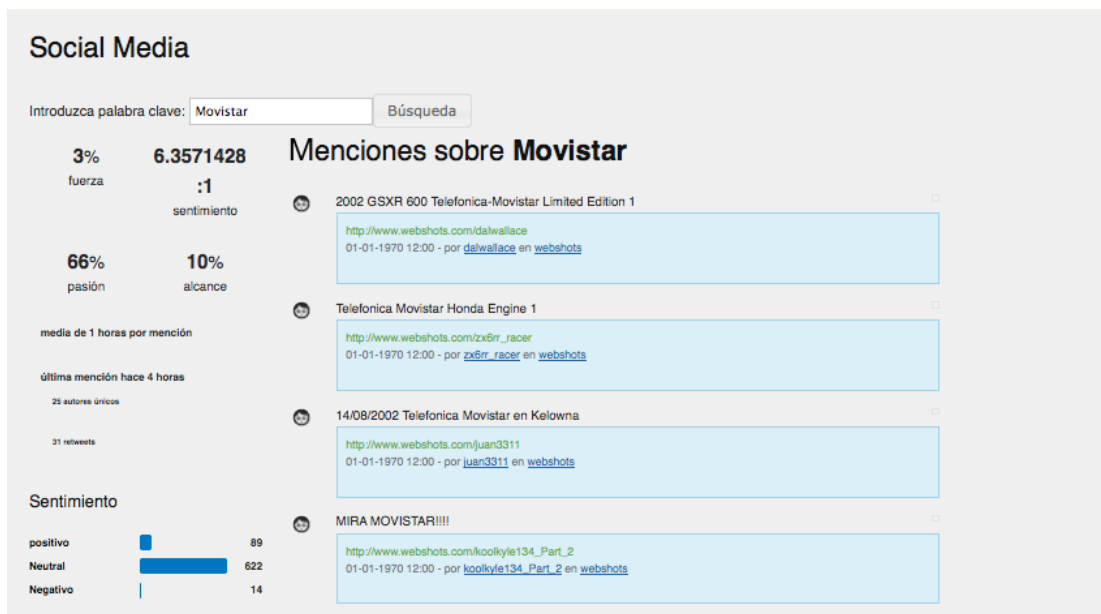 Social Media
Introduzca palabra clave: Movistar Búsqueda
3%
fuerza
6.3571428
:1
sentimiento
66%
pasión
10%
alcance
media de 1 horas por mención
última mención hace 4 horas
25 autores únicos
31 retweets
Sentimiento
positivo 89
Neutral 622
Negativo 14
Menciones sobre Movistar
2002 GSXR 600 Telefonica-Movistar Limited Edition 1
http://www.webshots.com/dalwallace
01-01-1970 12:00 - por dalwallace en webshots
Telefonica Movistar Honda Engine 1
http://www.webshots.com/zx6rr_racer
01-01-1970 12:00 - por zx6rr_racer en webshots
14/08/2002 Telefonica Movistar en Kelowna
http://www.webshots.com/juan3311
01-01-1970 12:00 - por juan3311 en webshots
MIRA MOVISTAR!!!!
http://www.webshots.com/koolkyle134_Part_2
01-01-1970 12:00 - por koolkyle134_Part_2 en webshots